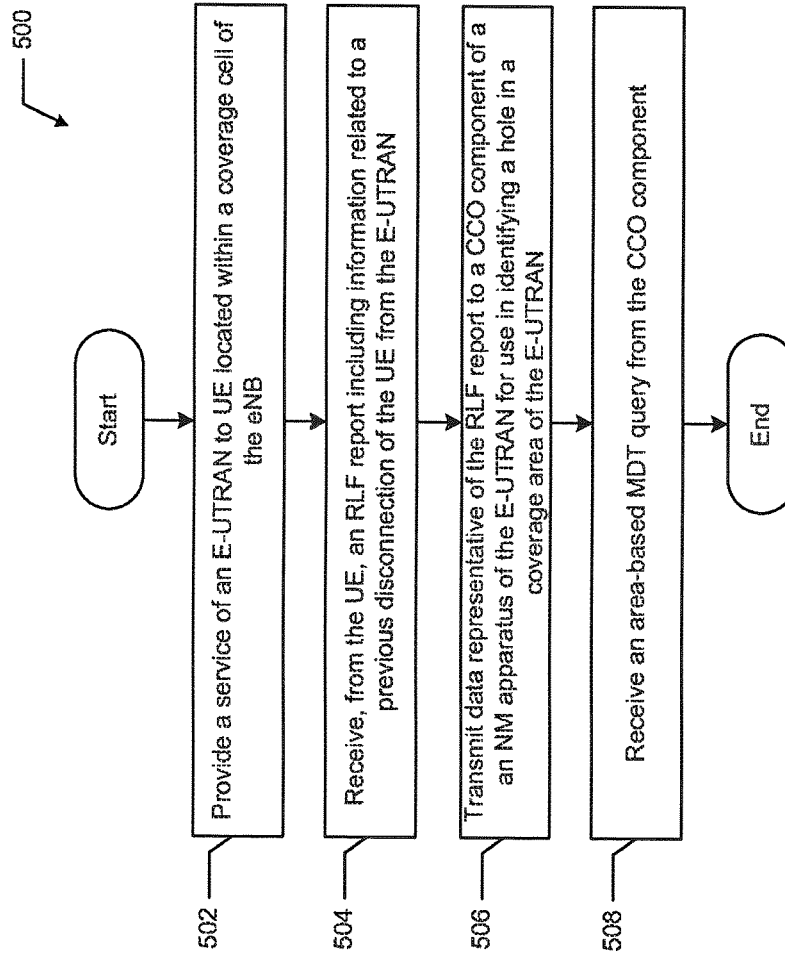 500
Start
502
Provide a service of an E-UTRAN to UE located within a coverage cell of
the eNB
504
Receive, from the UE, an RLF report including information related to a
previous disconnection of the UE from the E-UTRAN
506
Transmit data representative of the RLF report to a CCO component of a
an NM apparatus of the E-UTRAN for use in identifying a hole in a
coverage area of the E-UTRAN
508
Receive an area-based MDT query from the CCO component
End